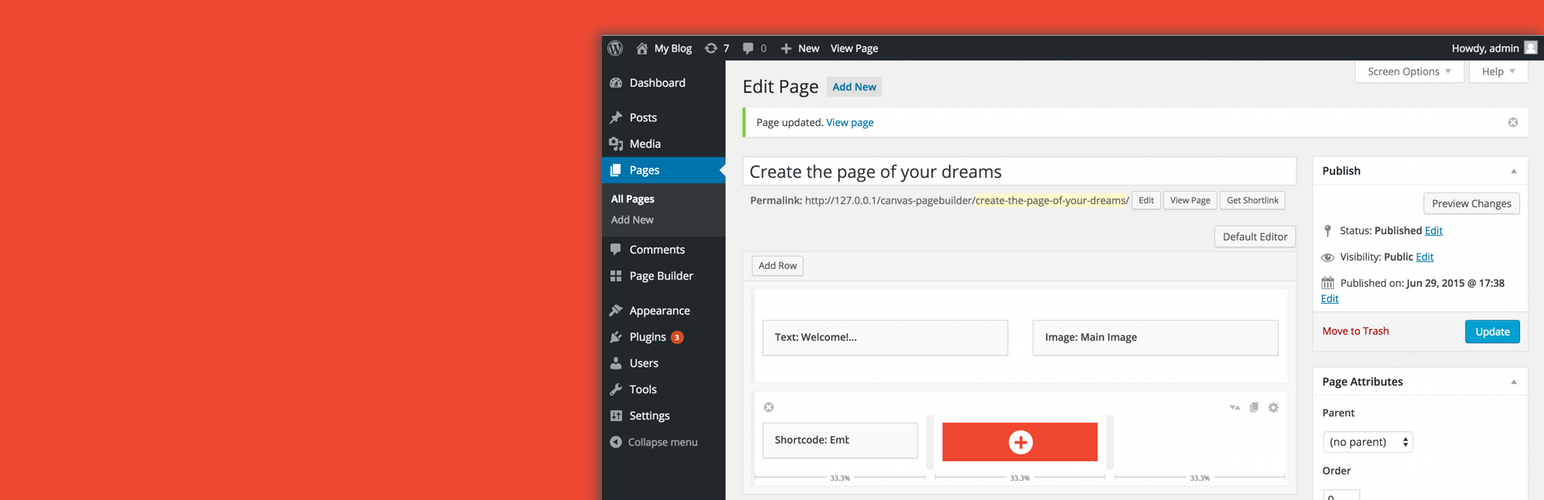 My Blog 7 0 New View Page Howdy, admin
Screen Options Help
Dashboard
Posts
Media
Pages
All Pages
Add New
Comments
Page Builder
Appearance
Plugins 3
Users
Tools
Settings
Collapse menu
Edit Page Add New
Page updated. View page
Create the page of your dreams
Permalink: http://127.0.0.1/canvas-pagebuilder/create-the-page-of-your-dreams/ Edit View Page Get Shortlink
Default Editor
Add Row
Text: Welcome!...
Image: Main Image
Shortcode: Emb
33.3% 33.3% 33.3%
Publish
Preview Changes
Status: Published Edit
Visibility: Public Edit
Published on: Jun 29, 2015 @ 17:38
Edit
Move to Trash Update
Page Attributes
Parent
(no parent)
Order
0